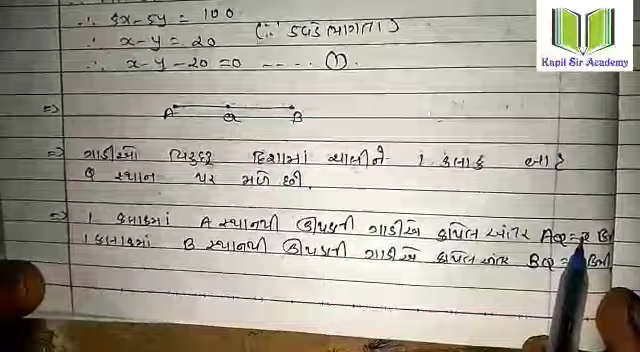 ∴ 5x-5y = 100
∴ x-y = 20 (∵ 5 વડે ભાગતા)
∴ x-y-20=0 ---- ①
Kapil Sir Academy
⇒ A Q B
⇒ ગાડીઓ વિરુદ્ધ દિશામાં ચાલીને 1 કલાક બાદ
Q સ્થાન પર મળે છે.
⇒ 1 કલાકમાં A સ્થાનથી ઉપડતી ગાડીએ કાપેલ અંતર AQ=
1 કલાકમાં B સ્થાનથી ઉપડતી ગાડીએ કાપેલ અંતર BQ=